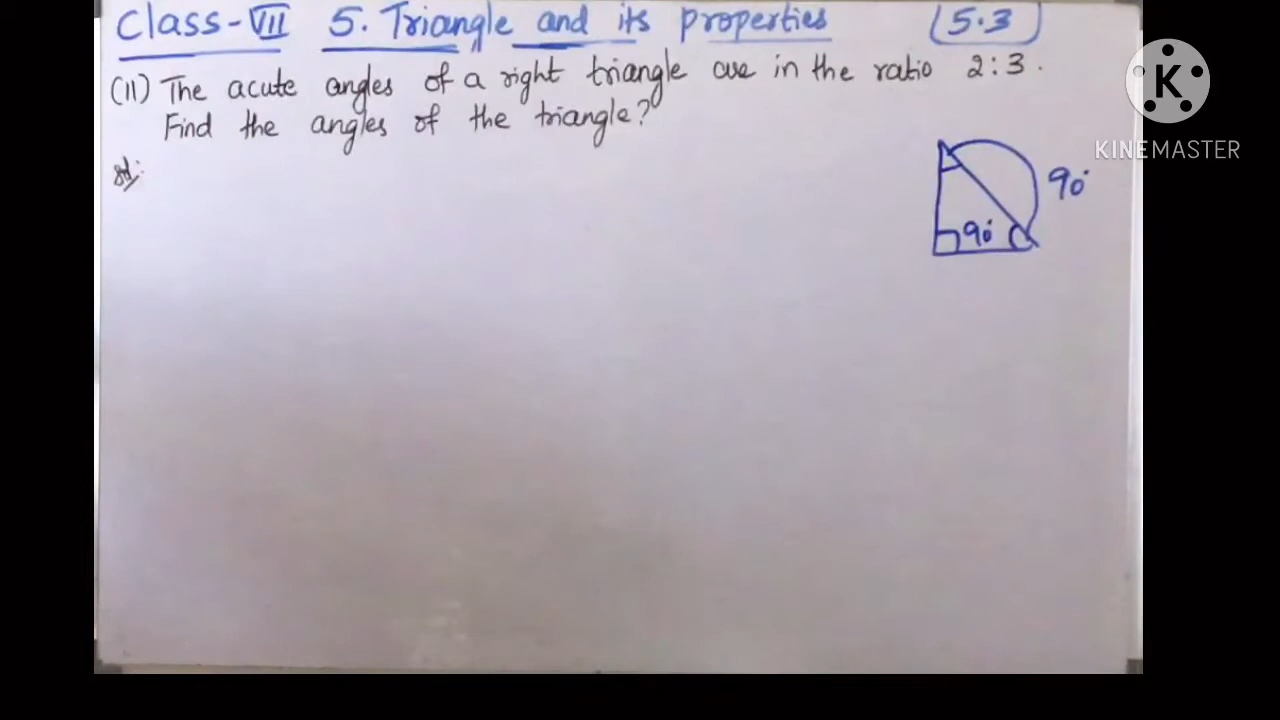 Class-VII 5. Triangle and its properties (5.3)
(11) The acute angles of a right triangle are in the ratio 2:3.
Find the angles of the triangle?
Sol:
90°
90°
K
KINEMASTER